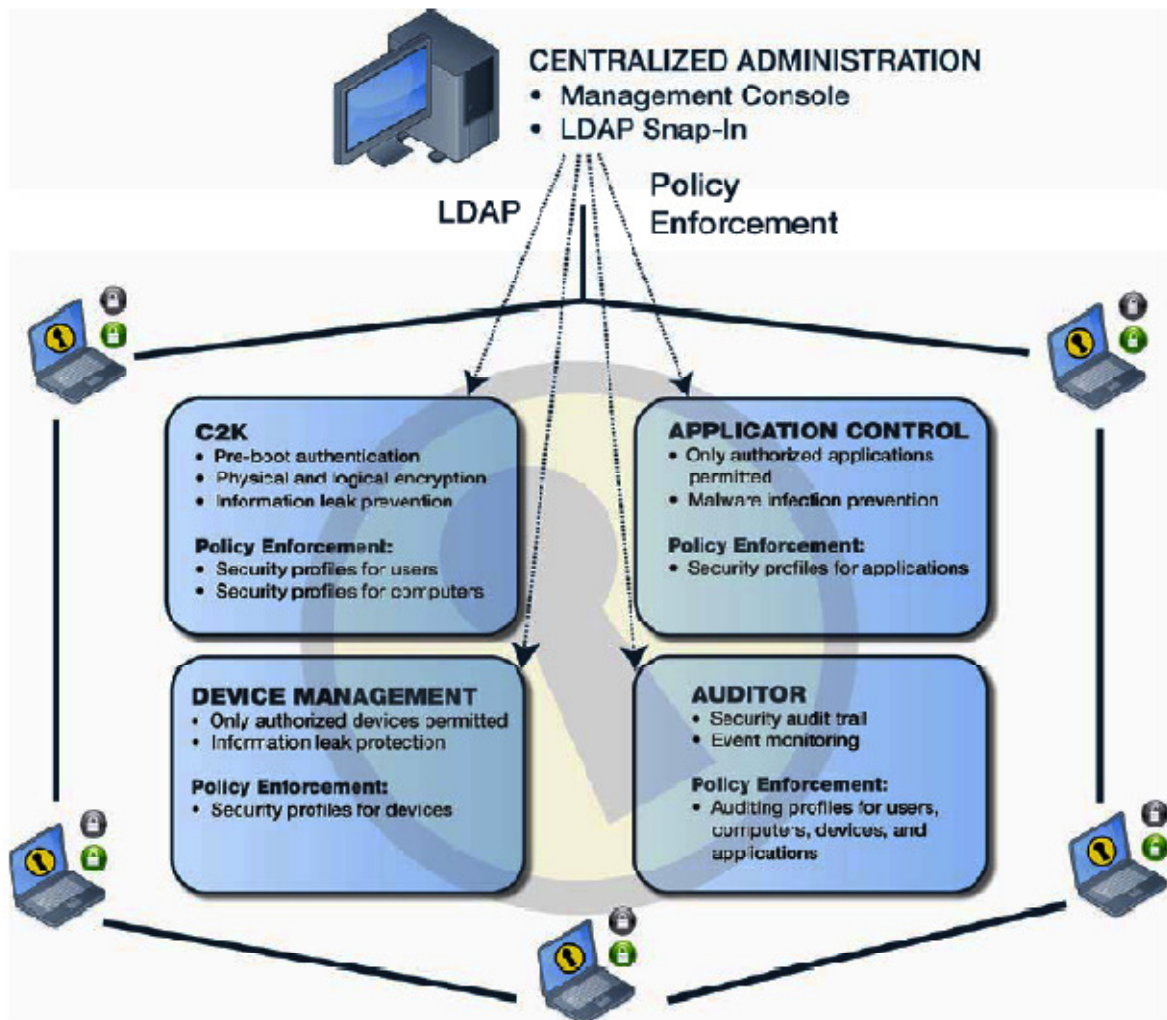 CENTRALIZED ADMINISTRATION
• Management Console
• LDAP Snap-In
LDAP
Policy
Enforcement
C2K
• Pre-boot authentication
• Physical and logical encryption
• Information leak prevention
Policy Enforcement:
• Security profiles for users
• Security profiles for computers
APPLICATION CONTROL
• Only authorized applications
permitted
• Malware infection prevention
Policy Enforcement:
• Security profiles for applications
DEVICE MANAGEMENT
• Only authorized devices permitted
• Information leak protection
Policy Enforcement:
• Security profiles for devices
AUDITOR
• Security audit trail
• Event monitoring
Policy Enforcement:
• Auditing profiles for users,
computers, devices, and
applications